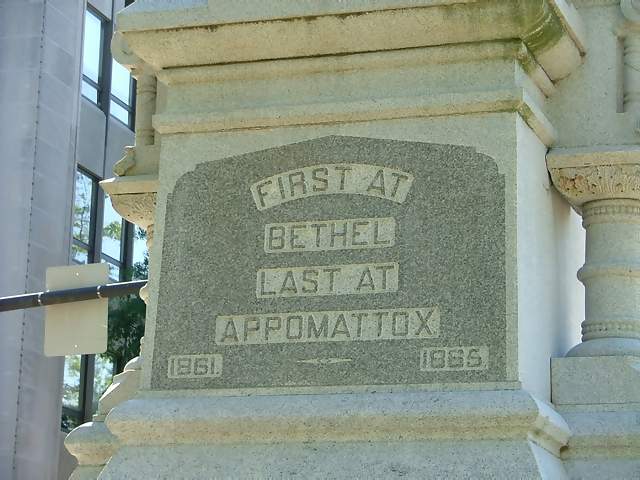 FIRST AT
BETHEL
LAST AT
APPOMATTOX
1861. 1865.